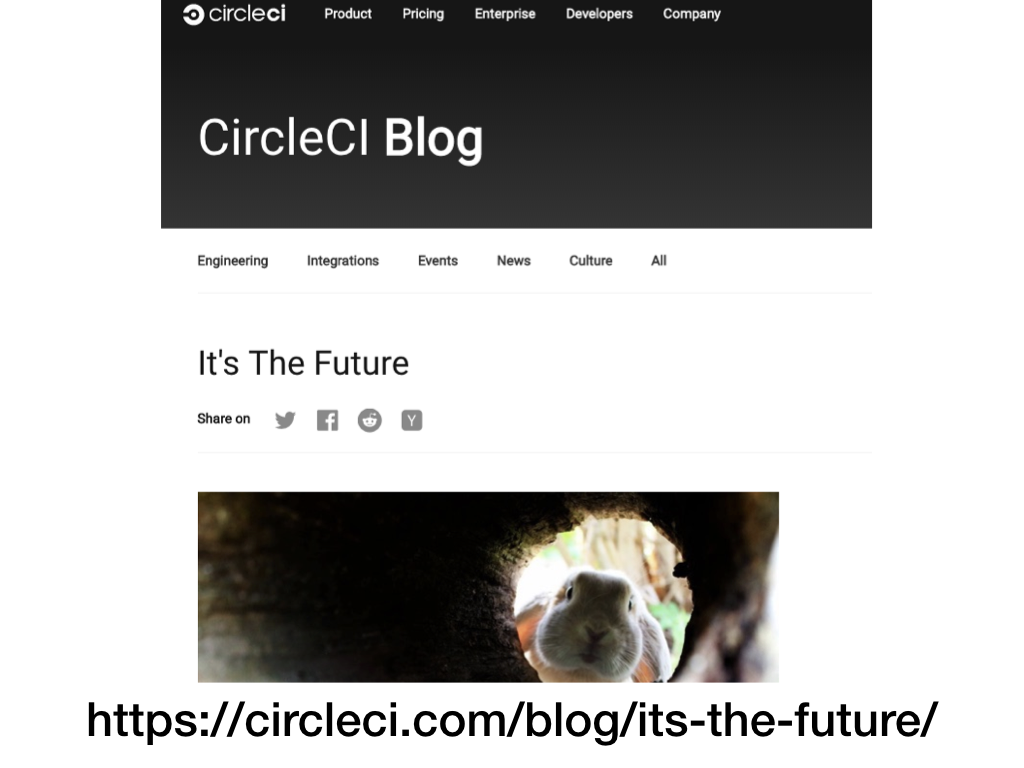 circleci Product Pricing Enterprise Developers Company
CircleCI Blog
Engineering Integrations Events News Culture All
It's The Future
Share on
Y
https://circleci.com/blog/its-the-future/